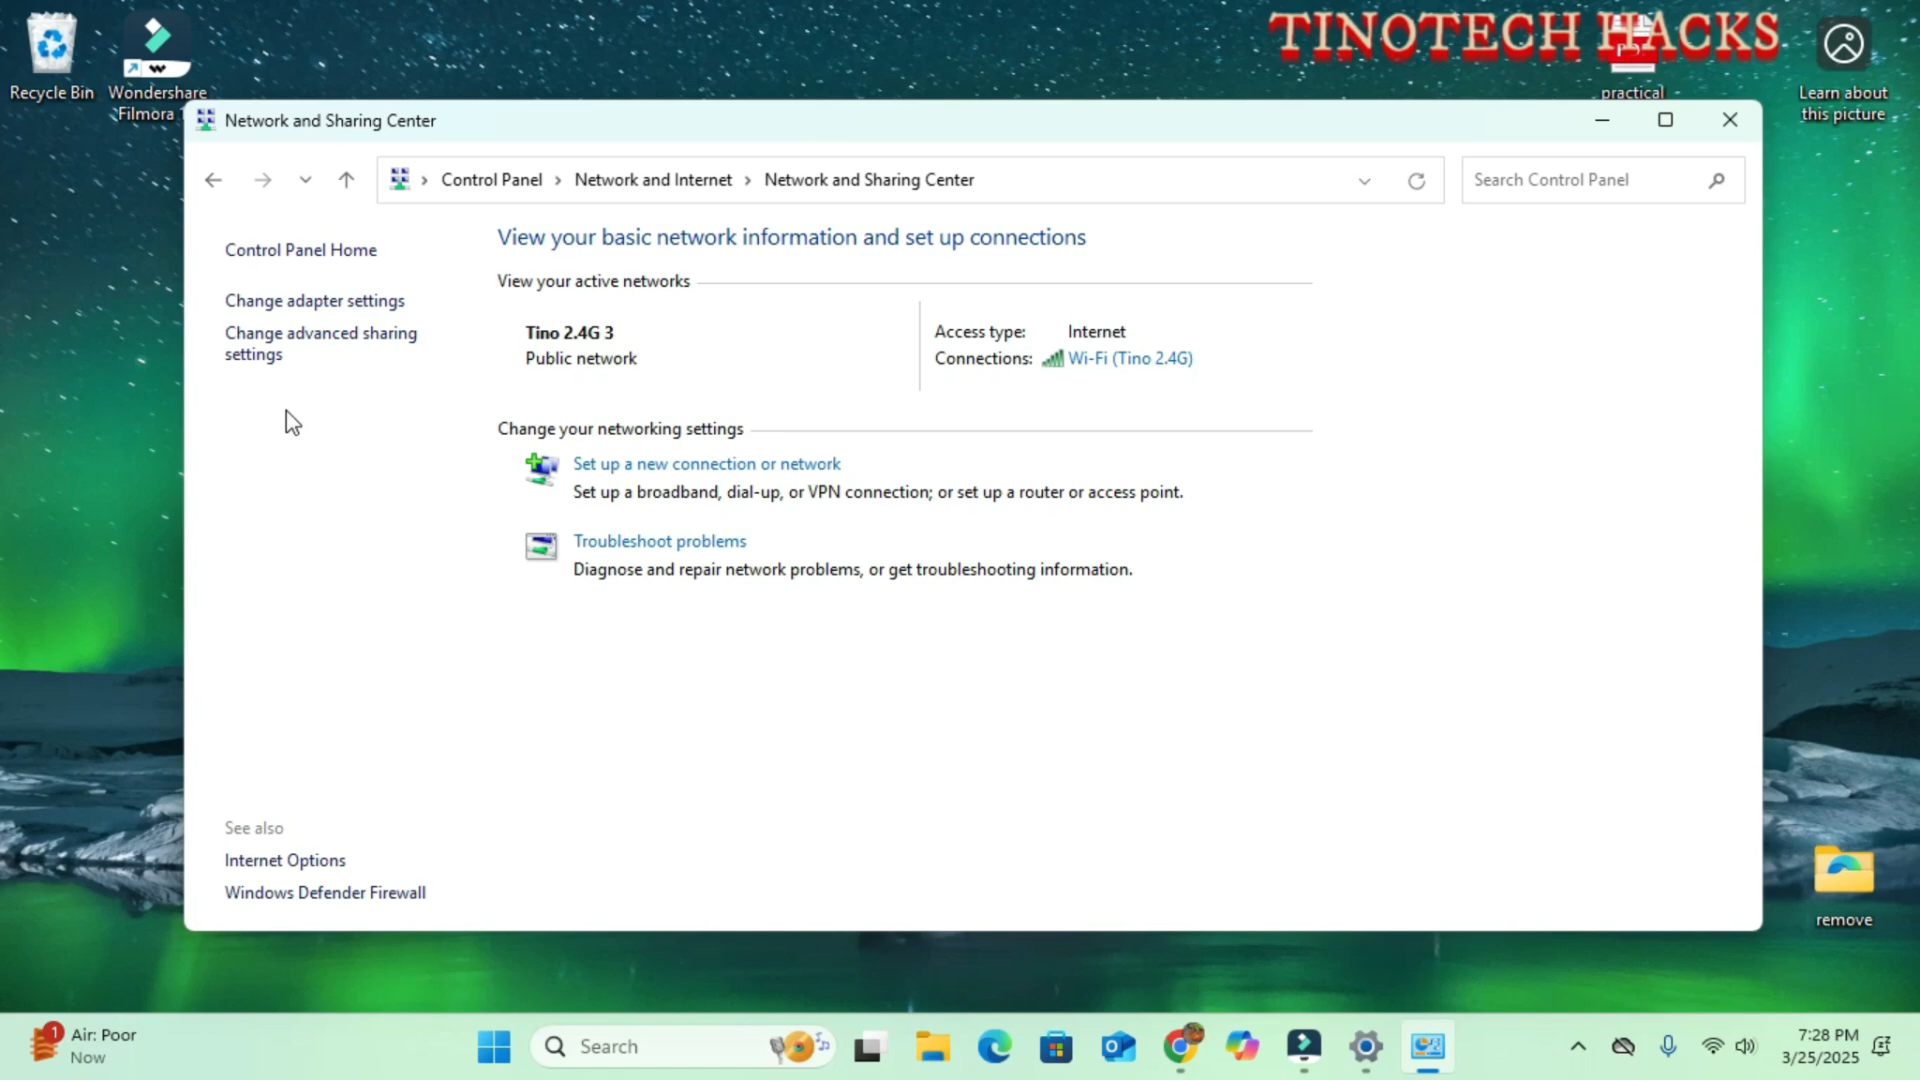 TINOTECH HACKS
Recycle Bin
Wondershare
Filmora
PDF
practical
Learn about
this picture
Network and Sharing Center
Control Panel
Network and Internet
Network and Sharing Center
Search Control Panel
Control Panel Home
Change adapter settings
Change advanced sharing
settings
View your basic network information and set up connections
View your active networks
Tino 2.4G 3
Public network
Access type: Internet
Connections: Wi-Fi (Tino 2.4G)
Change your networking settings
Set up a new connection or network
Set up a broadband, dial-up, or VPN connection; or set up a router or access point.
Troubleshoot problems
Diagnose and repair network problems, or get troubleshooting information.
See also
Internet Options
Windows Defender Firewall
remove
1
Air: Poor
Now
Search
7:28 PM
3/25/2025